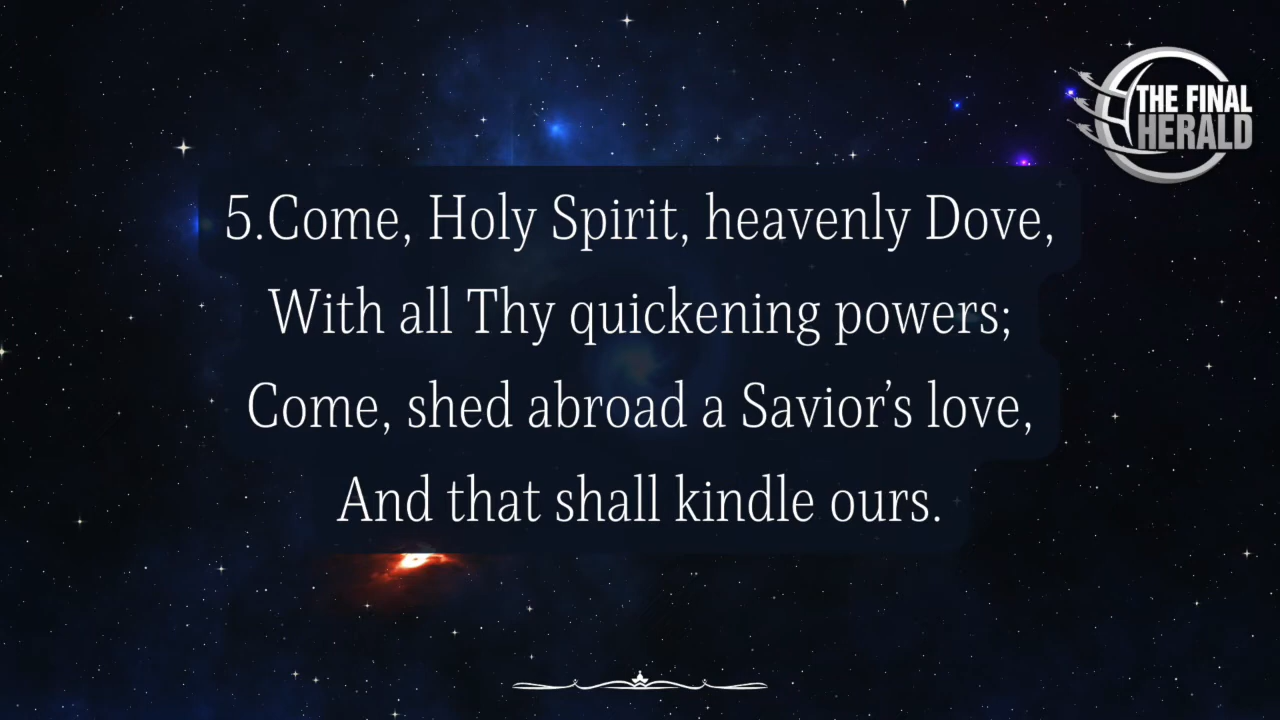 THE FINAL
HERALD
5.Come, Holy Spirit, heavenly Dove,
With all Thy quickening powers;
Come, shed abroad a Savior’s love,
And that shall kindle ours.